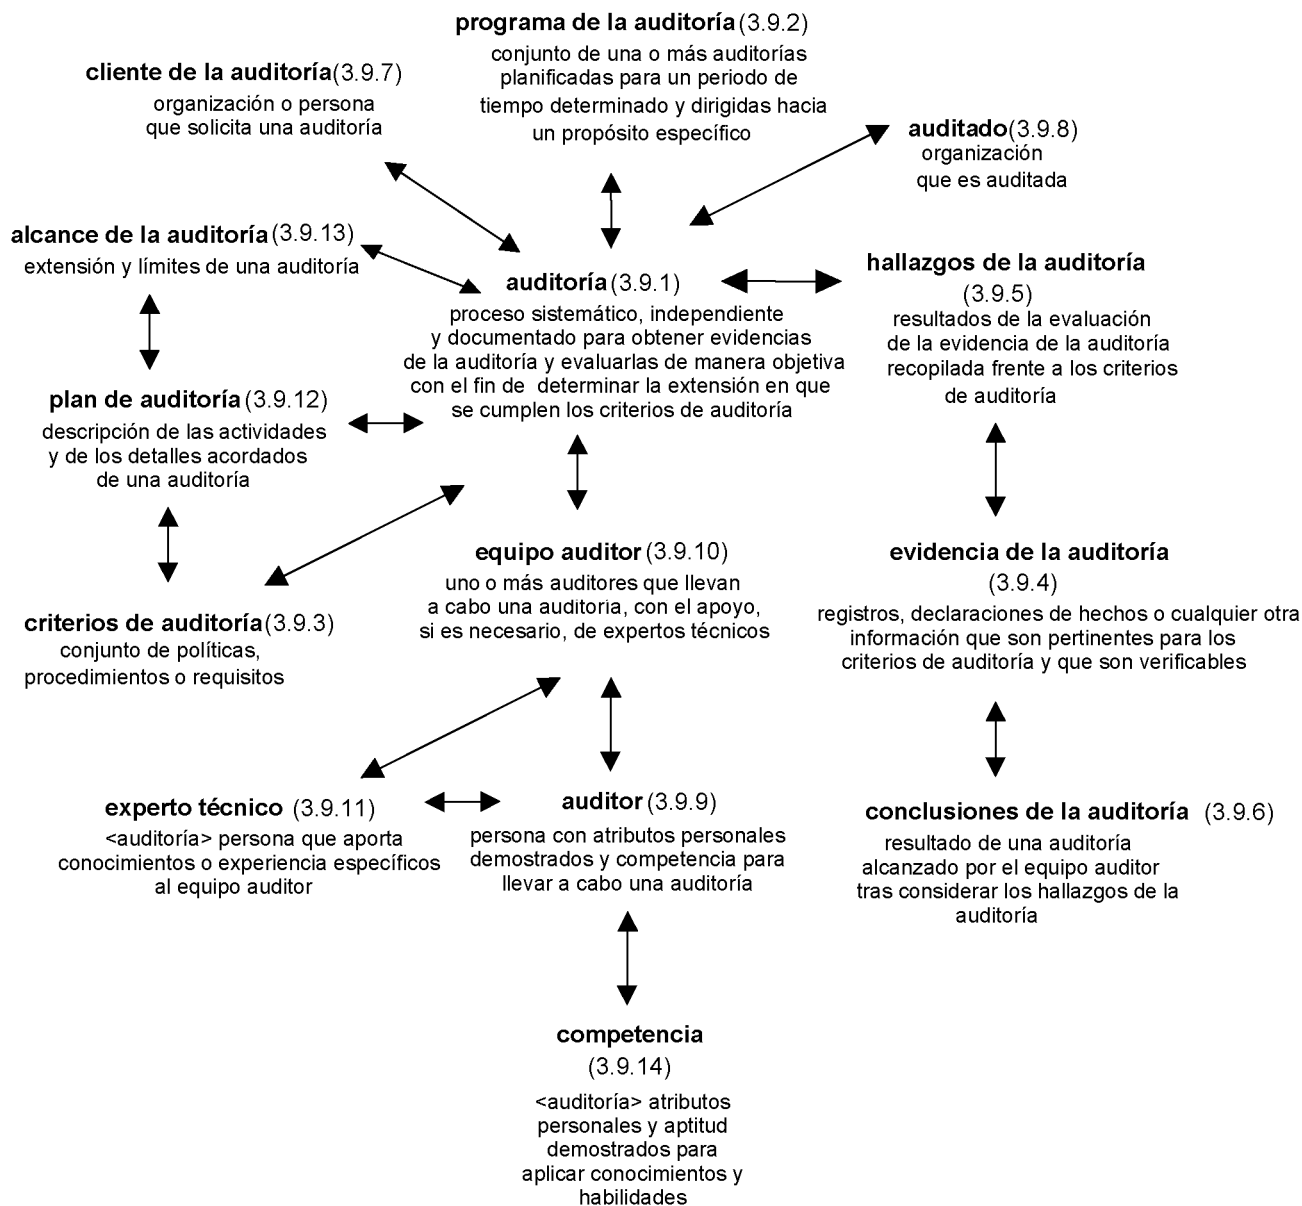 programa de la auditoría (3.9.2)
conjunto de una o más auditorías
planificadas para un periodo de
tiempo determinado y dirigidas hacia
un propósito específico
cliente de la auditoría(3.9.7)
organización o persona
que solicita una auditoría
auditado(3.9.8)
organización
que es auditada
alcance de la auditoría (3.9.13)
extensión y límites de una auditoría
auditoría (3.9.1)
proceso sistemático, independiente
y documentado para obtener evidencias
de la auditoría y evaluarlas de manera objetiva
con el fin de determinar la extensión en que
se cumplen los criterios de auditoría
hallazgos de la auditoría
(3.9.5)
resultados de la evaluación
de la evidencia de la auditoría
recopilada frente a los criterios
de auditoría
plan de auditoría (3.9.12)
descripción de las actividades
y de los detalles acordados
de una auditoría
equipo auditor (3.9.10)
uno o más auditores que llevan
a cabo una auditoria, con el apoyo,
si es necesario, de expertos técnicos
evidencia de la auditoría
(3.9.4)
registros, declaraciones de hechos o cualquier otra
información que son pertinentes para los
criterios de auditoría y que son verificables
criterios de auditoría (3.9.3)
conjunto de políticas,
procedimientos o requisitos
experto técnico (3.9.11)
<auditoría> persona que aporta
conocimientos o experiencia específicos
al equipo auditor
auditor (3.9.9)
persona con atributos personales
demostrados y competencia para
llevar a cabo una auditoría
conclusiones de la auditoría (3.9.6)
resultado de una auditoría
alcanzado por el equipo auditor
tras considerar los hallazgos de la
auditoría
competencia
(3.9.14)
<auditoría> atributos
personales y aptitud
demostrados para
aplicar conocimientos y
habilidades